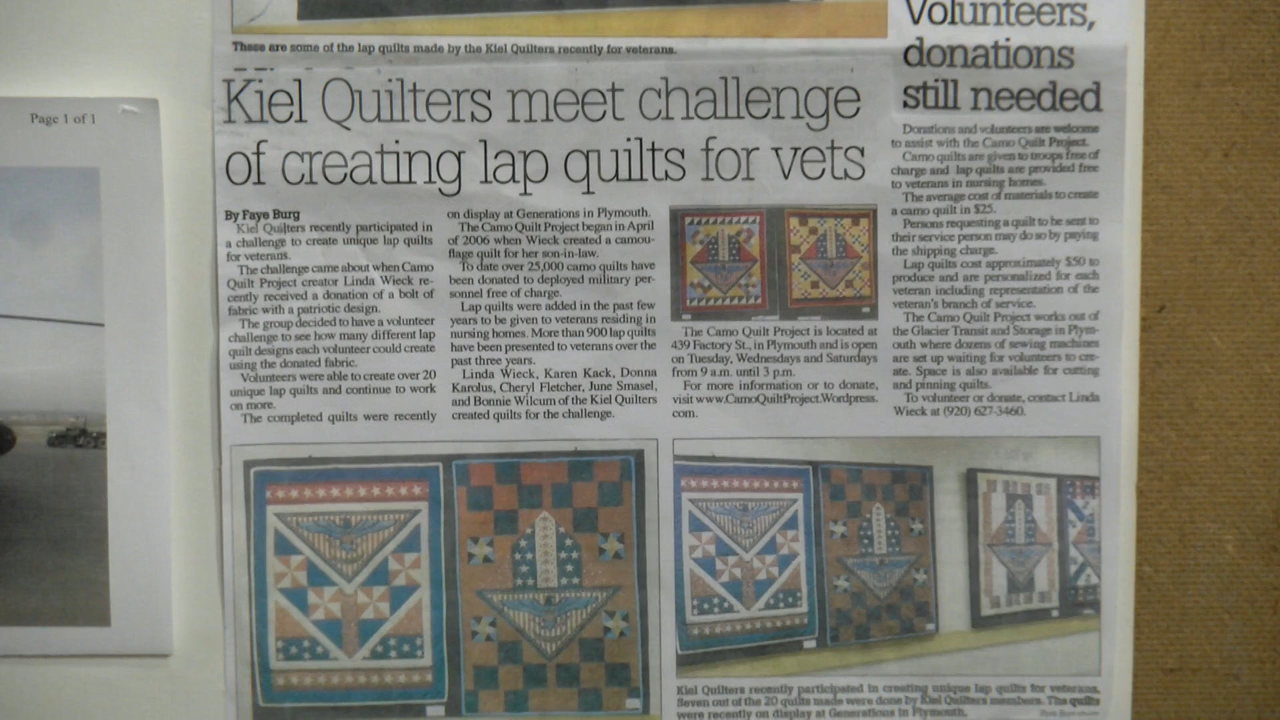 Page 1 of 1
These are some of the lap quilts made by the Kiel Quilters recently for veterans.
Kiel Quilters meet challenge
of creating lap quilts for vets
By Faye Burg
Kiel Quilters recently participated in
a challenge to create unique lap quilts
for veterans.
The challenge came about when Camo
Quilt Project creator Linda Wieck re-
cently received a donation of a bolt of
fabric with a patriotic design.
The group decided to have a volunteer
challenge to see how many different lap
quilt designs each volunteer could create
using the donated fabric.
Volunteers were able to create over 20
unique lap quilts and continue to work
on more.
The completed quilts were recently
on display at Generations in Plymouth.
The Camo Quilt Project began in April
of 2006 when Wieck created a camou-
flage quilt for her son-in-law.
To date over 25,000 camo quilts have
been donated to deployed military per-
sonnel free of charge.
Lap quilts were added in the past few
years to be given to veterans residing in
nursing homes. More than 900 lap quilts
have been presented to veterans over the
past three years.
Linda Wieck, Karen Kack, Donna
Karolus, Cheryl Fletcher, June Smasel,
and Bonnie Wilcum of the Kiel Quilters
created quilts for the challenge.
The Camo Quilt Project is located at
439 Factory St., in Plymouth and is open
on Tuesday, Wednesdays and Saturdays
from 9 a.m. until 3 p.m.
For more information or to donate,
visit www.CamoQuiltProject.Wordpress.
com.
Volunteers,
donations
still needed
Donations and volunteers are welcome
to assist with the Camo Quilt Project.
Camo quilts are given to troops free of
charge and lap quilts are provided free
to veterans in nursing homes.
The average cost of materials to create
a camo quilt in $25.
Persons requesting a quilt to be sent to
their service person may do so by paying
the shipping charge.
Lap quilts cost approximately $50 to
produce and are personalized for each
veteran including representation of the
veteran's branch of service.
The Camo Quilt Project works out of
the Glacier Transit and Storage in Plym-
outh where dozens of sewing machines
are set up waiting for volunteers to cre-
ate. Space is also available for cutting
and pinning quilts.
To volunteer or donate, contact Linda
Wieck at (920) 627-3460.
Kiel Quilters recently participated in creating unique lap quilts for veterans.
Seven out of the 20 quilts made were done by Kiel Quilters members. The quilts
were recently on display at Generations in Plymouth.